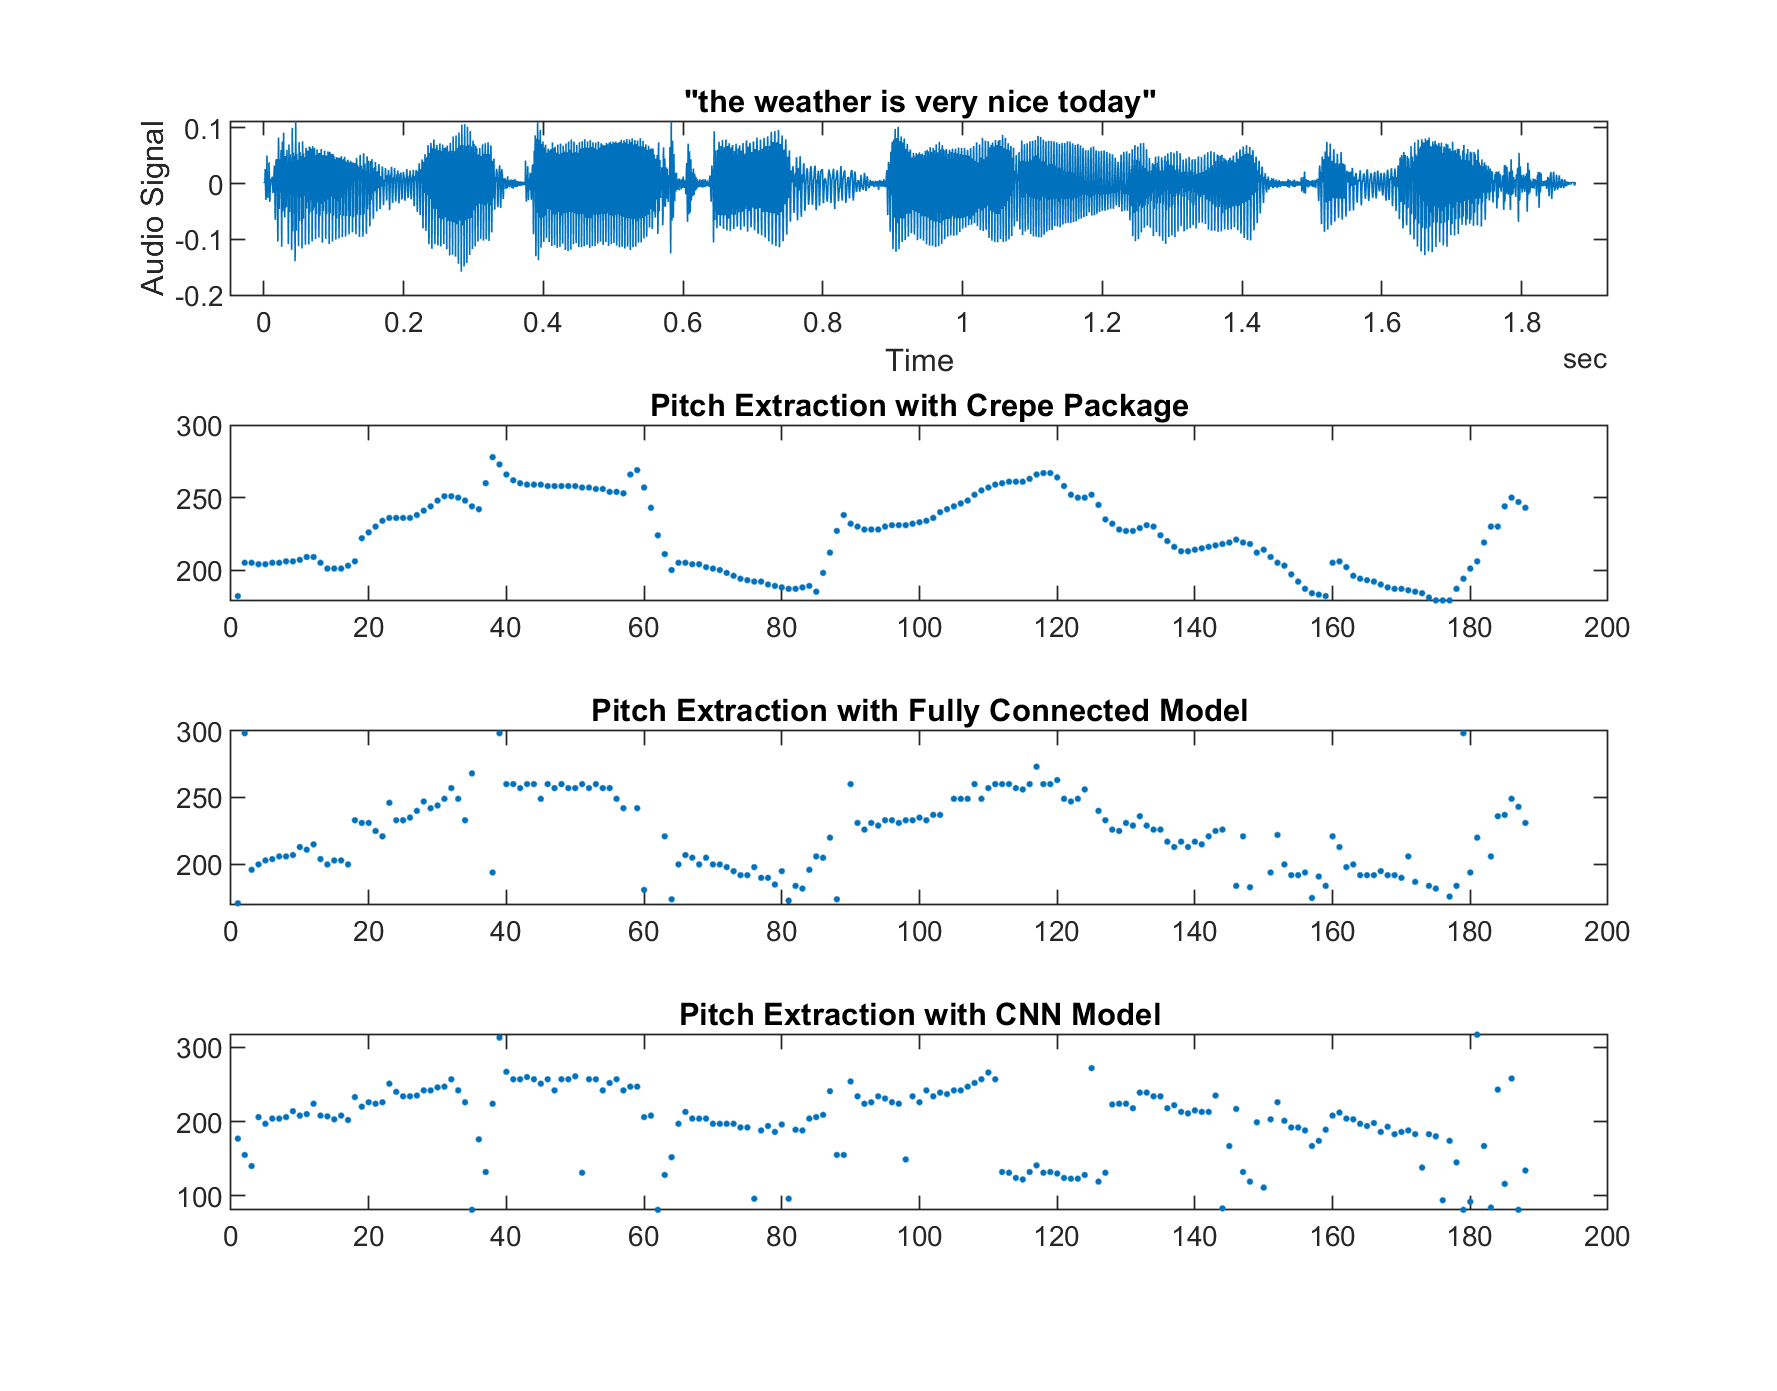 "the weather is very nice today"
Audio Signal
0.1
0
-0.1
-0.2
0 0.2 0.4 0.6 0.8 1 1.2 1.4 1.6 1.8
Time
sec
Pitch Extraction with Crepe Package
300
250
200
0 20 40 60 80 100 120 140 160 180 200
Pitch Extraction with Fully Connected Model
300
250
200
0 20 40 60 80 100 120 140 160 180 200
Pitch Extraction with CNN Model
300
200
100
0 20 40 60 80 100 120 140 160 180 200